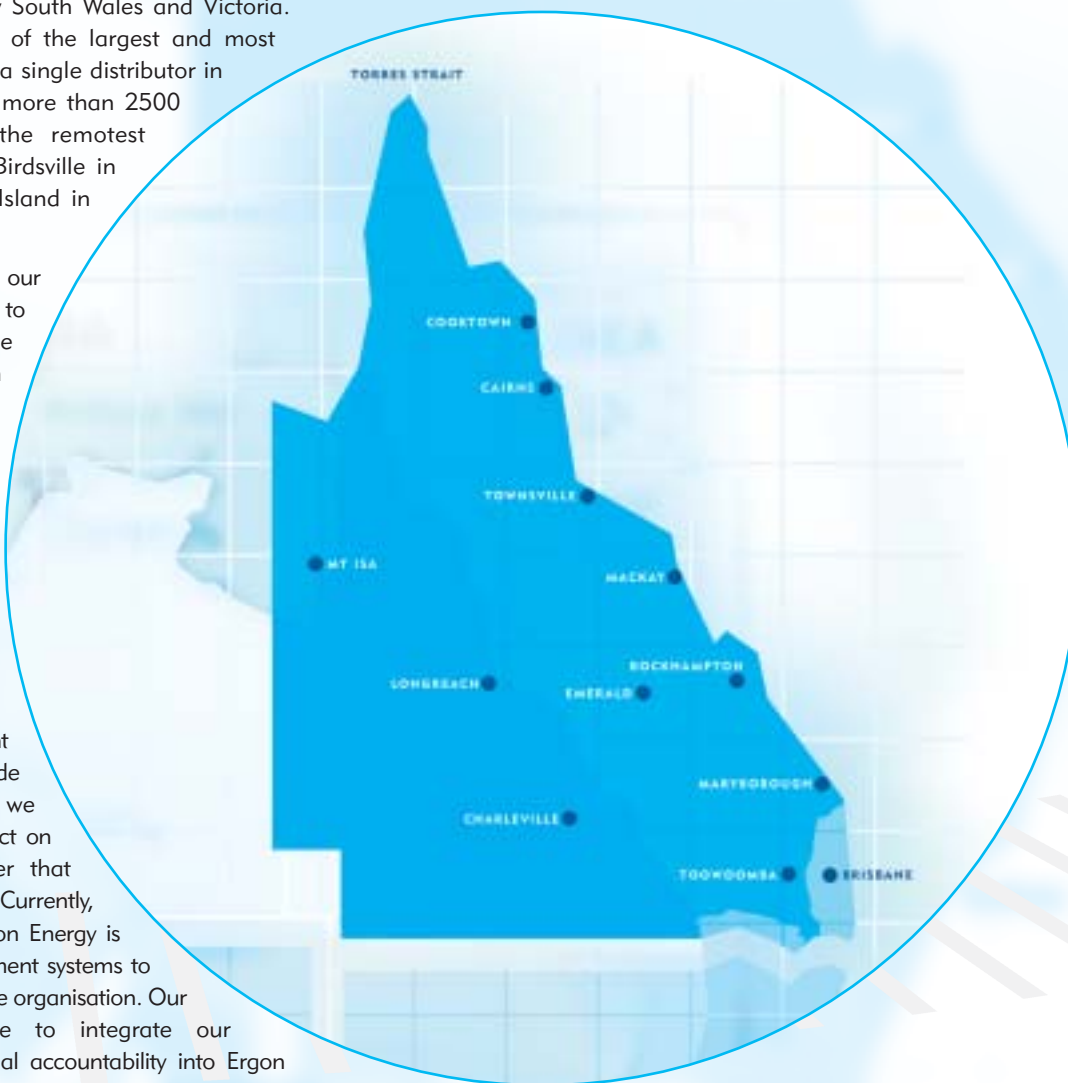 South Wales and Victoria.
of the largest and most
a single distributor in
more than 2500
the remotest
Birdsville in
Island in
our
to
on Energy is
ment systems to
e organisation. Our
e to integrate our
al accountability into Ergon
we
ct on
er that
Currently,
TORRES STRAIT
COOKTOWN
CAIRNS
TOWNSVILLE
MT ISA
MACKAY
ROCKHAMPTON
LONGREACH
EMERALD
MARYBOROUGH
CHARLEVILLE
TOOWOOMBA
BRISBANE